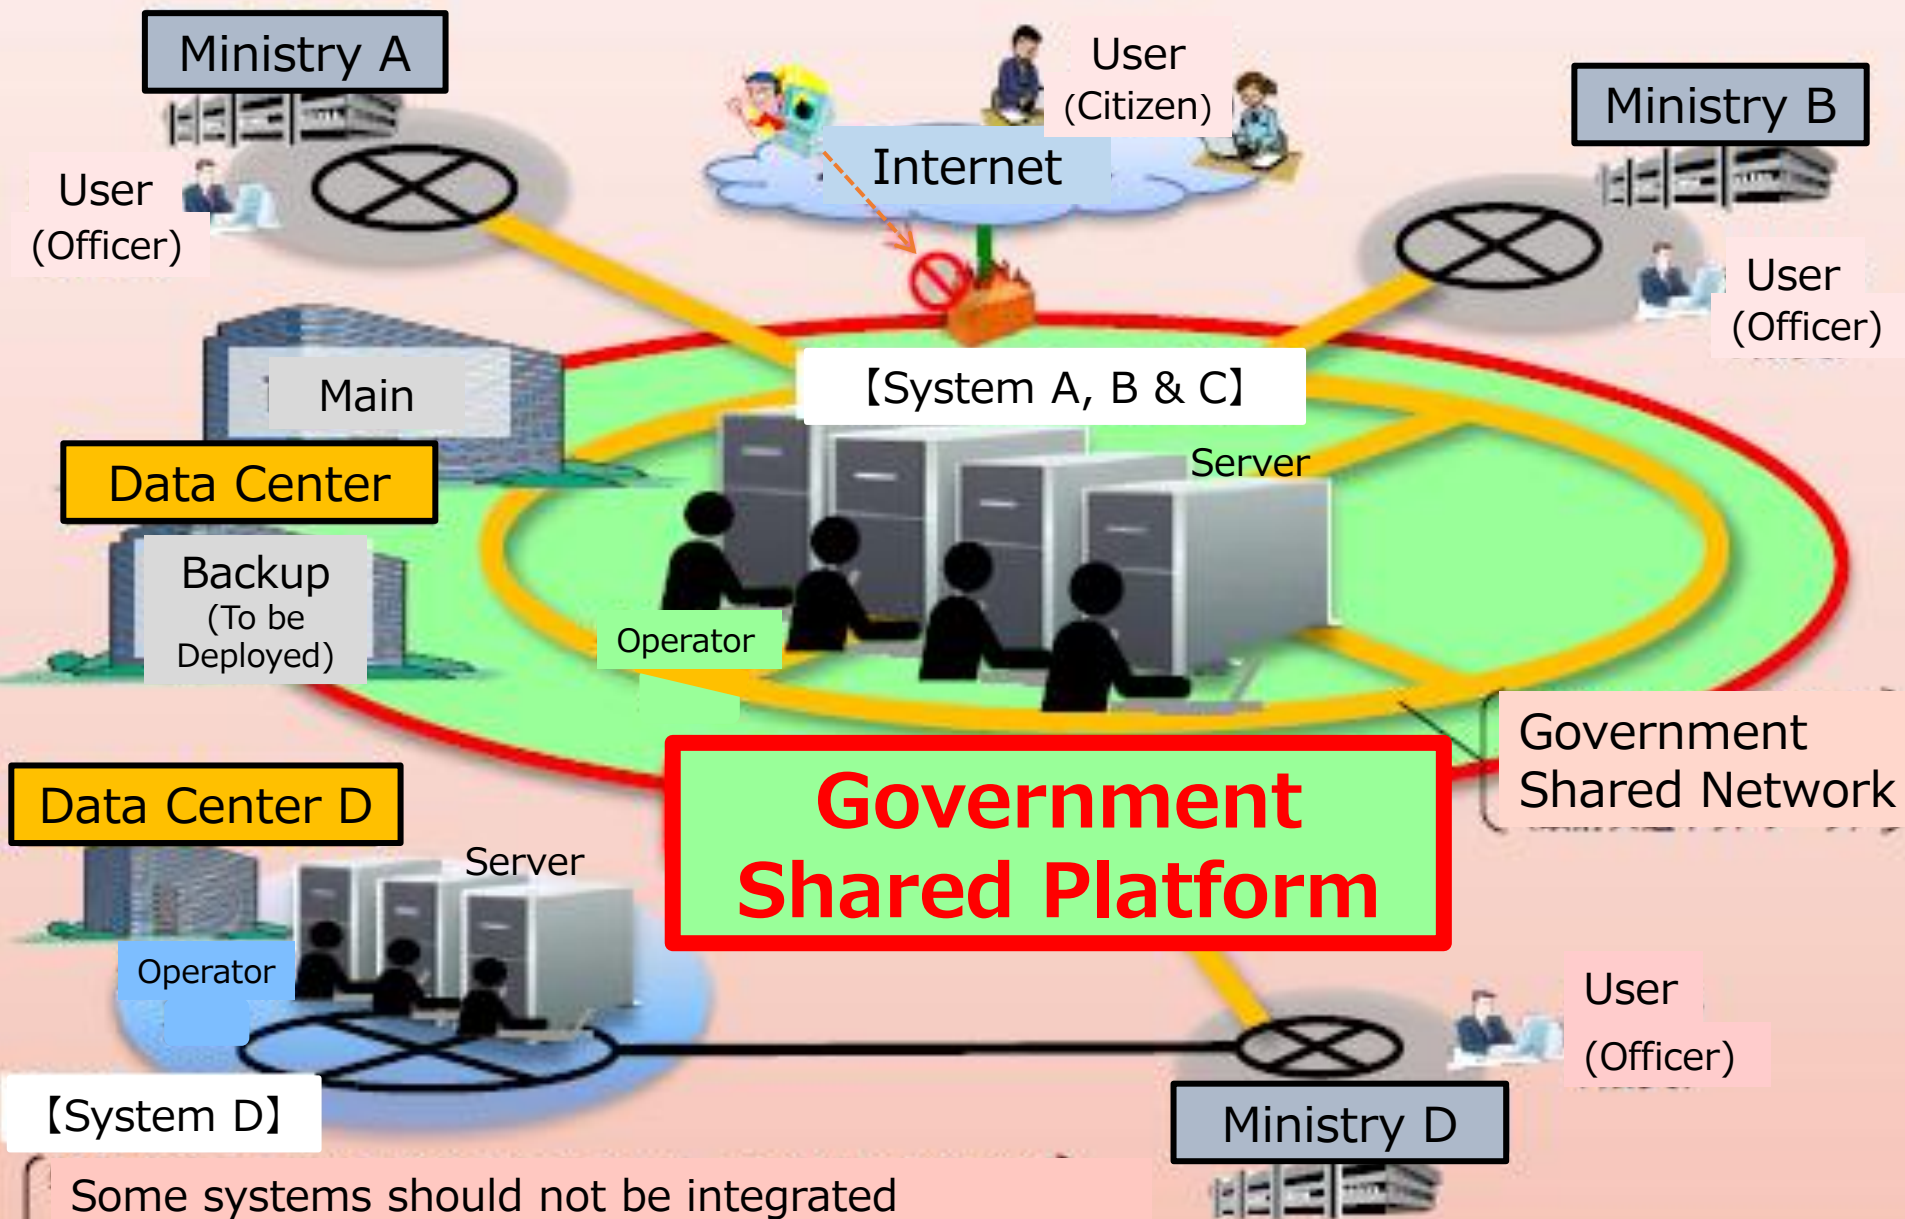 Ministry A
User
(Citizen)
Ministry B
Internet
User
(Officer)
User
(Officer)
Main
【System A, B & C】
Server
Data Center
Backup
(To be
Deployed)
Operator
Government
Shared Network
Government
Shared Platform
Data Center D
Server
Operator
User
(Officer)
【System D】
Ministry D
Some systems should not be integrated